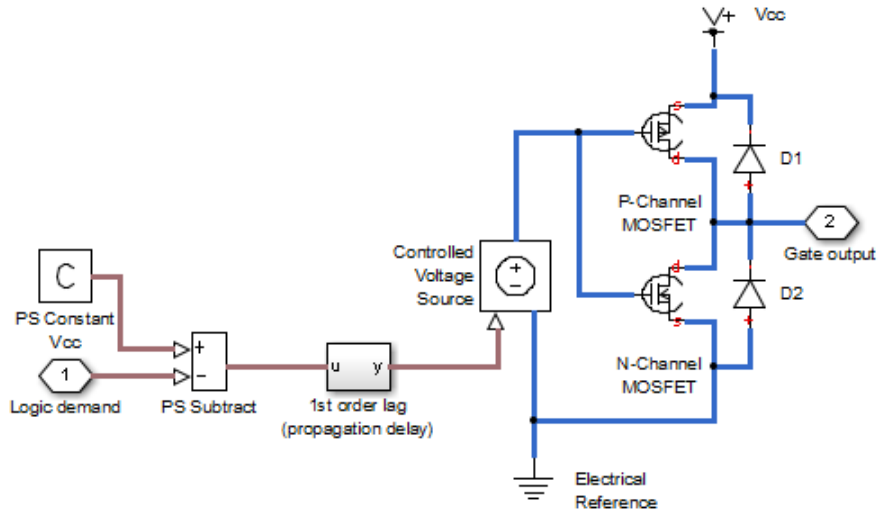 V+ Vcc
s
D1
d
P-Channel
MOSFET
2
Gate output
Controlled
Voltage
Source
+
−
d
s
D2
N-Channel
MOSFET
C
PS Constant
Vcc
+
−
1
Logic demand
PS Subtract
u y
1st order lag
(propagation delay)
+
+
Electrical
Reference